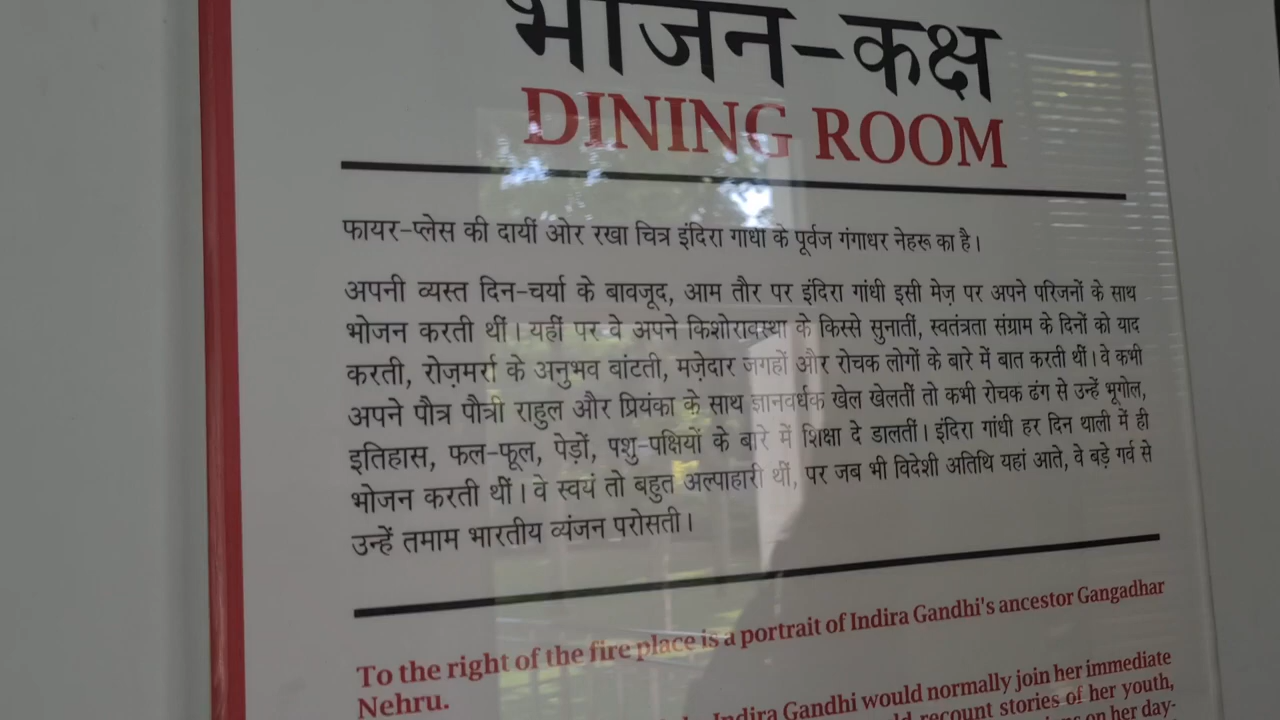 भोजन-कक्ष
DINING ROOM
फायर-प्लेस की दायीं ओर रखा चित्र इंदिरा गांधी के पूर्वज गंगाधर नेहरू का है।
अपनी व्यस्त दिन-चर्या के बावजूद, आम तौर पर इंदिरा गांधी इसी मेज़ पर अपने परिजनों के साथ
भोजन करती थीं। यहीं पर वे अपने किशोरावस्था के किस्से सुनातीं, स्वतंत्रता संग्राम के दिनों को याद
करती, रोज़मर्रा के अनुभव बांटती, मज़ेदार जगहों और रोचक लोगों के बारे में बात करती थीं। वे कभी
अपने पौत्र पौत्री राहुल और प्रियंका के साथ ज्ञानवर्धक खेल खेलतीं तो कभी रोचक ढंग से उन्हें भूगोल,
इतिहास, फल-फूल, पेड़ों, पशु-पक्षियों के बारे में शिक्षा दे डालतीं। इंदिरा गांधी हर दिन थाली में ही
भोजन करती थीं। वे स्वयं तो बहुत अल्पाहारी थीं, पर जब भी विदेशी अतिथि यहां आते, वे बड़े गर्व से
उन्हें तमाम भारतीय व्यंजन परोसती।
To the right of the fire place is a portrait of Indira Gandhi's ancestor Gangadhar
Nehru.
Indira Gandhi would normally join her immediate
recount stories of her youth,
on her day-